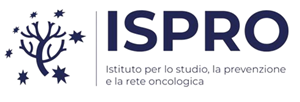 ISPRO
Istituto per lo studio, la prevenzione
e la rete oncologica